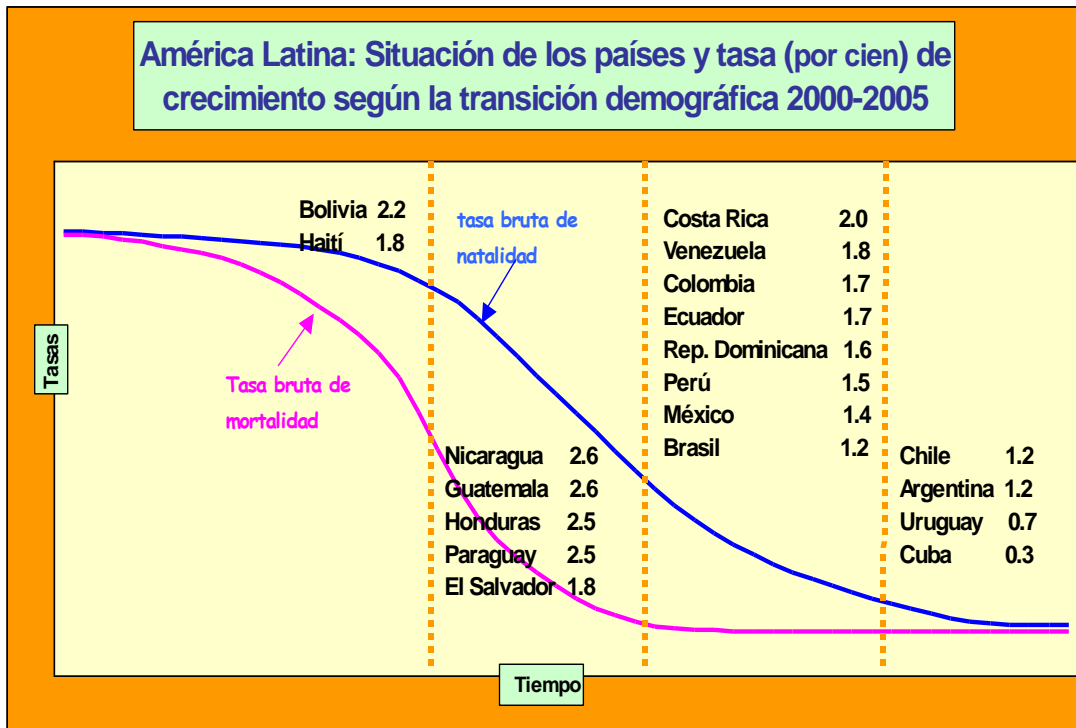 América Latina: Situación de los países y tasa (por cien) de
crecimiento según la transición demográfica 2000-2005
Bolivia 2.2
Haití 1.8
tasa bruta de
natalidad
Tasa bruta de
mortalidad
Tasas
Nicaragua 2.6
Guatemala 2.6
Honduras 2.5
Paraguay 2.5
El Salvador 1.8
Costa Rica 2.0
Venezuela 1.8
Colombia 1.7
Ecuador 1.7
Rep. Dominicana 1.6
Perú 1.5
México 1.4
Brasil 1.2
Chile 1.2
Argentina 1.2
Uruguay 0.7
Cuba 0.3
Tiempo